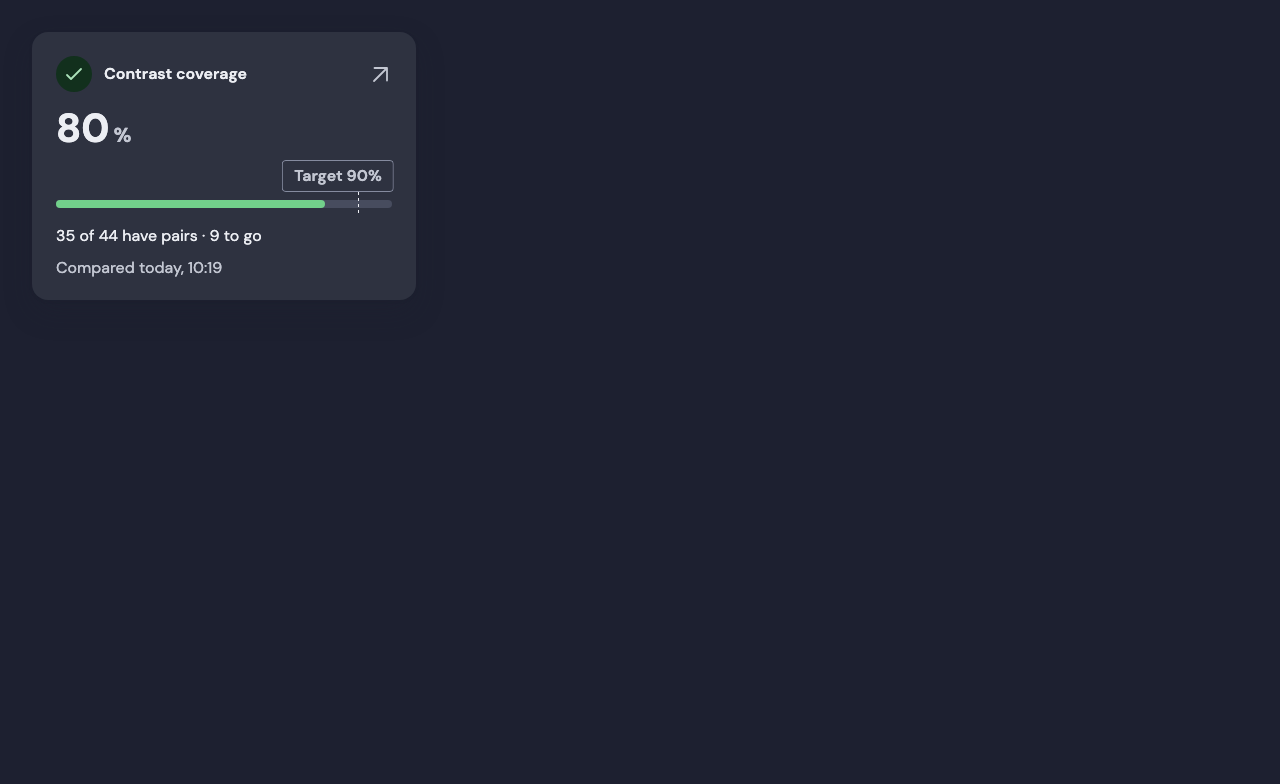 Contrast coverage
80 %
Target 90%
35 of 44 have pairs · 9 to go
Compared today, 10:19